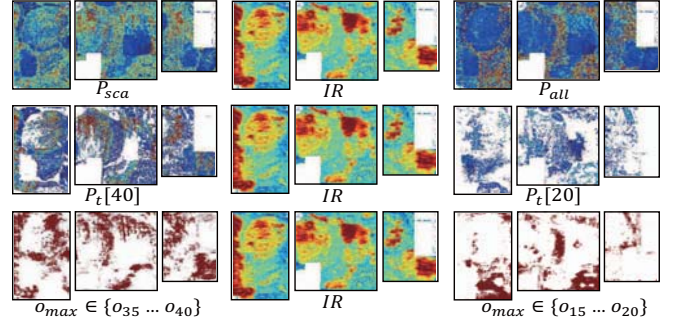 P_sca IR P_all
P_t[40] IR P_t[20]
o_max ∈ {o_35 … o_40} IR o_max ∈ {o_15 … o_20}